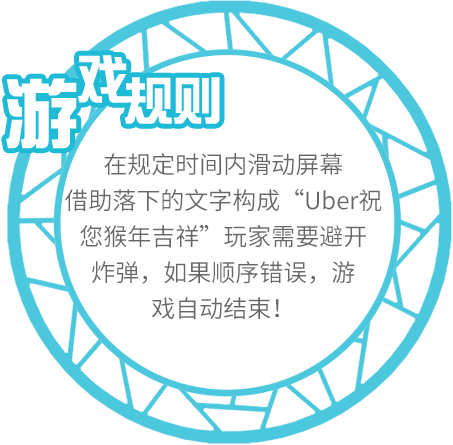 游戏规则
在规定时间内滑动屏幕
借助落下的文字构成“Uber祝
您猴年吉祥”玩家需要避开
炸弹，如果顺序错误，游
戏自动结束！